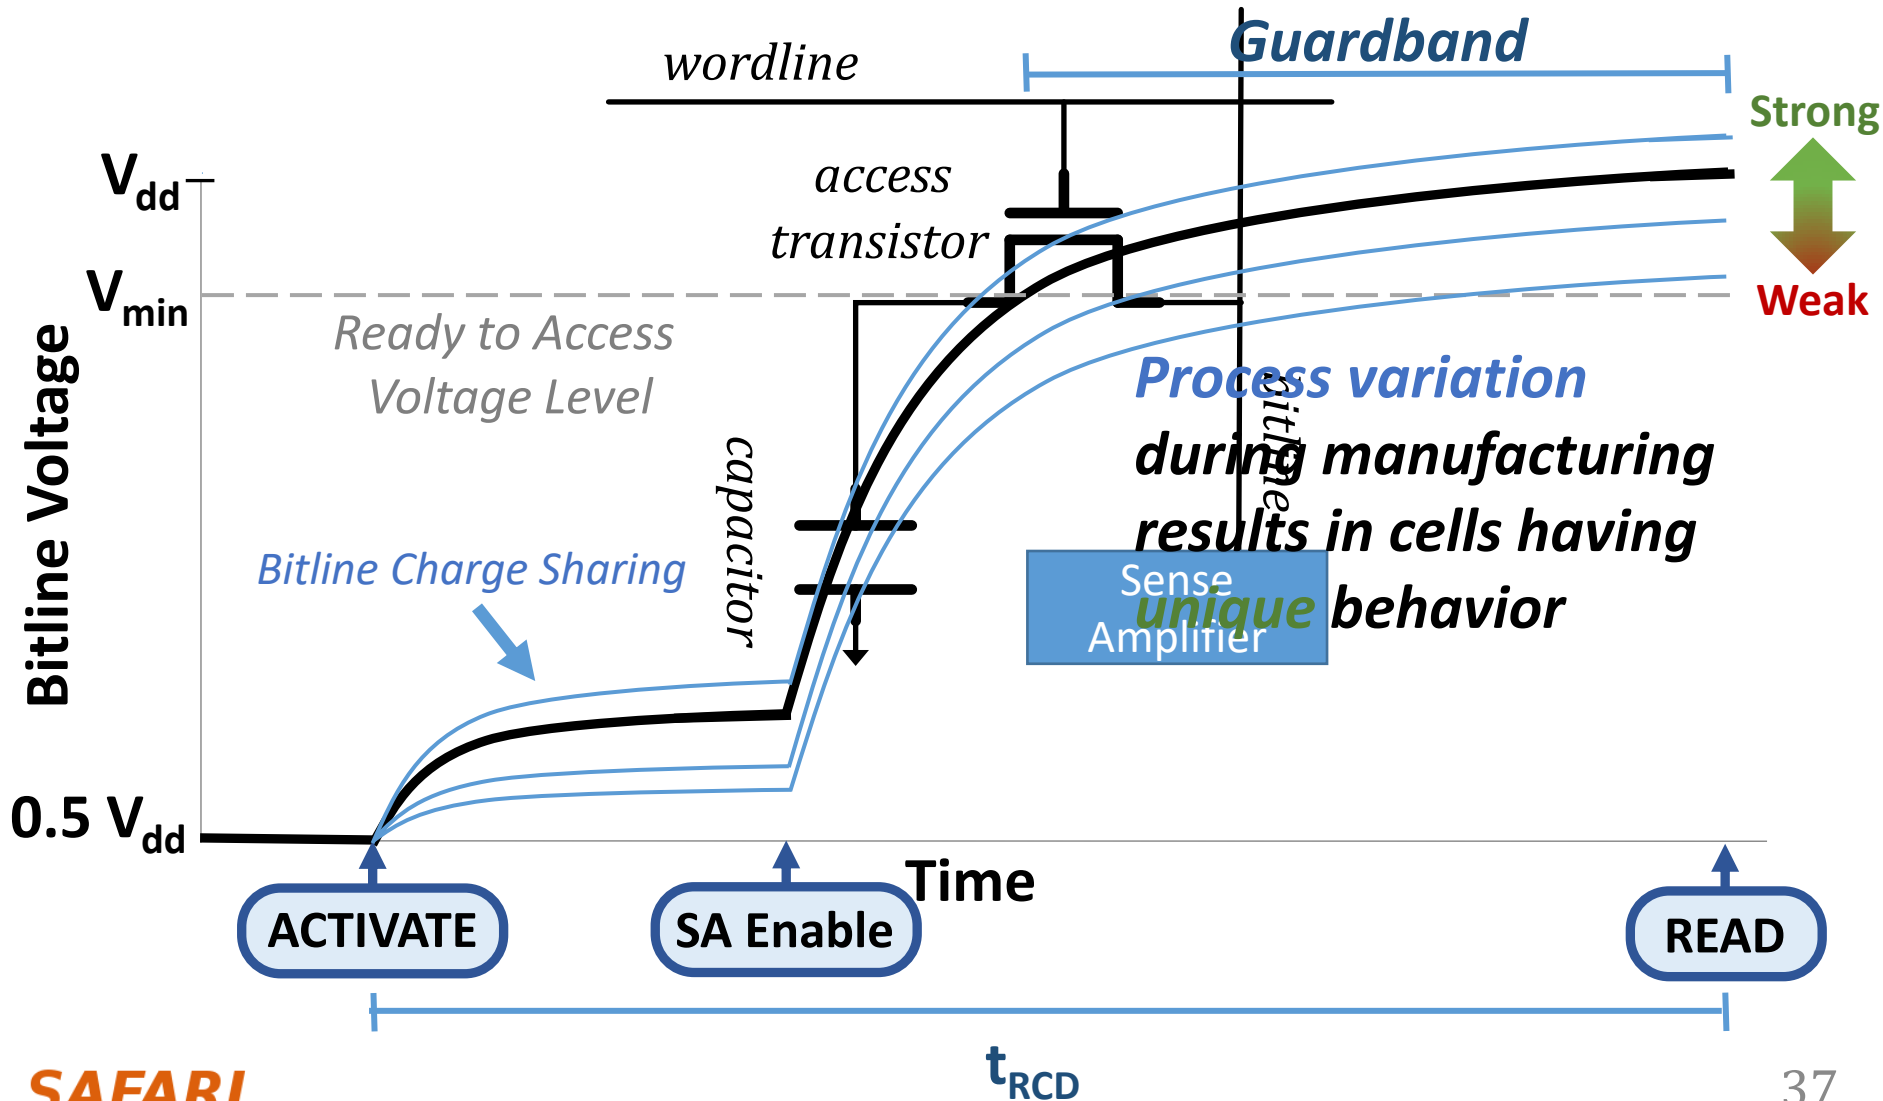 Guardband
wordline
Strong
access
transistor
Vdd
Vmin
Weak
Ready to Access
Voltage Level
Bitline Voltage
Process variation
during manufacturing
results in cells having
unique behavior
bitline
capacitor
Bitline Charge Sharing
Sense
Amplifier
0.5 Vdd
Time
ACTIVATE
SA Enable
READ
tRCD
SAFARI
37